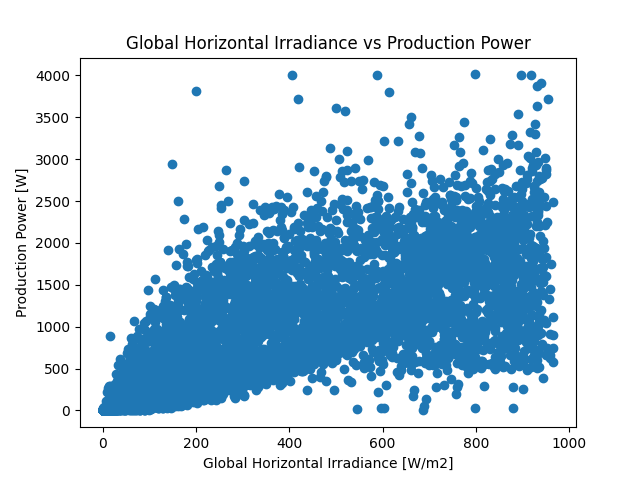 Global Horizontal Irradiance vs Production Power
4000
3500
3000
2500
2000
1500
1000
500
0
Production Power [W]
0 200 400 600 800 1000
Global Horizontal Irradiance [W/m2]